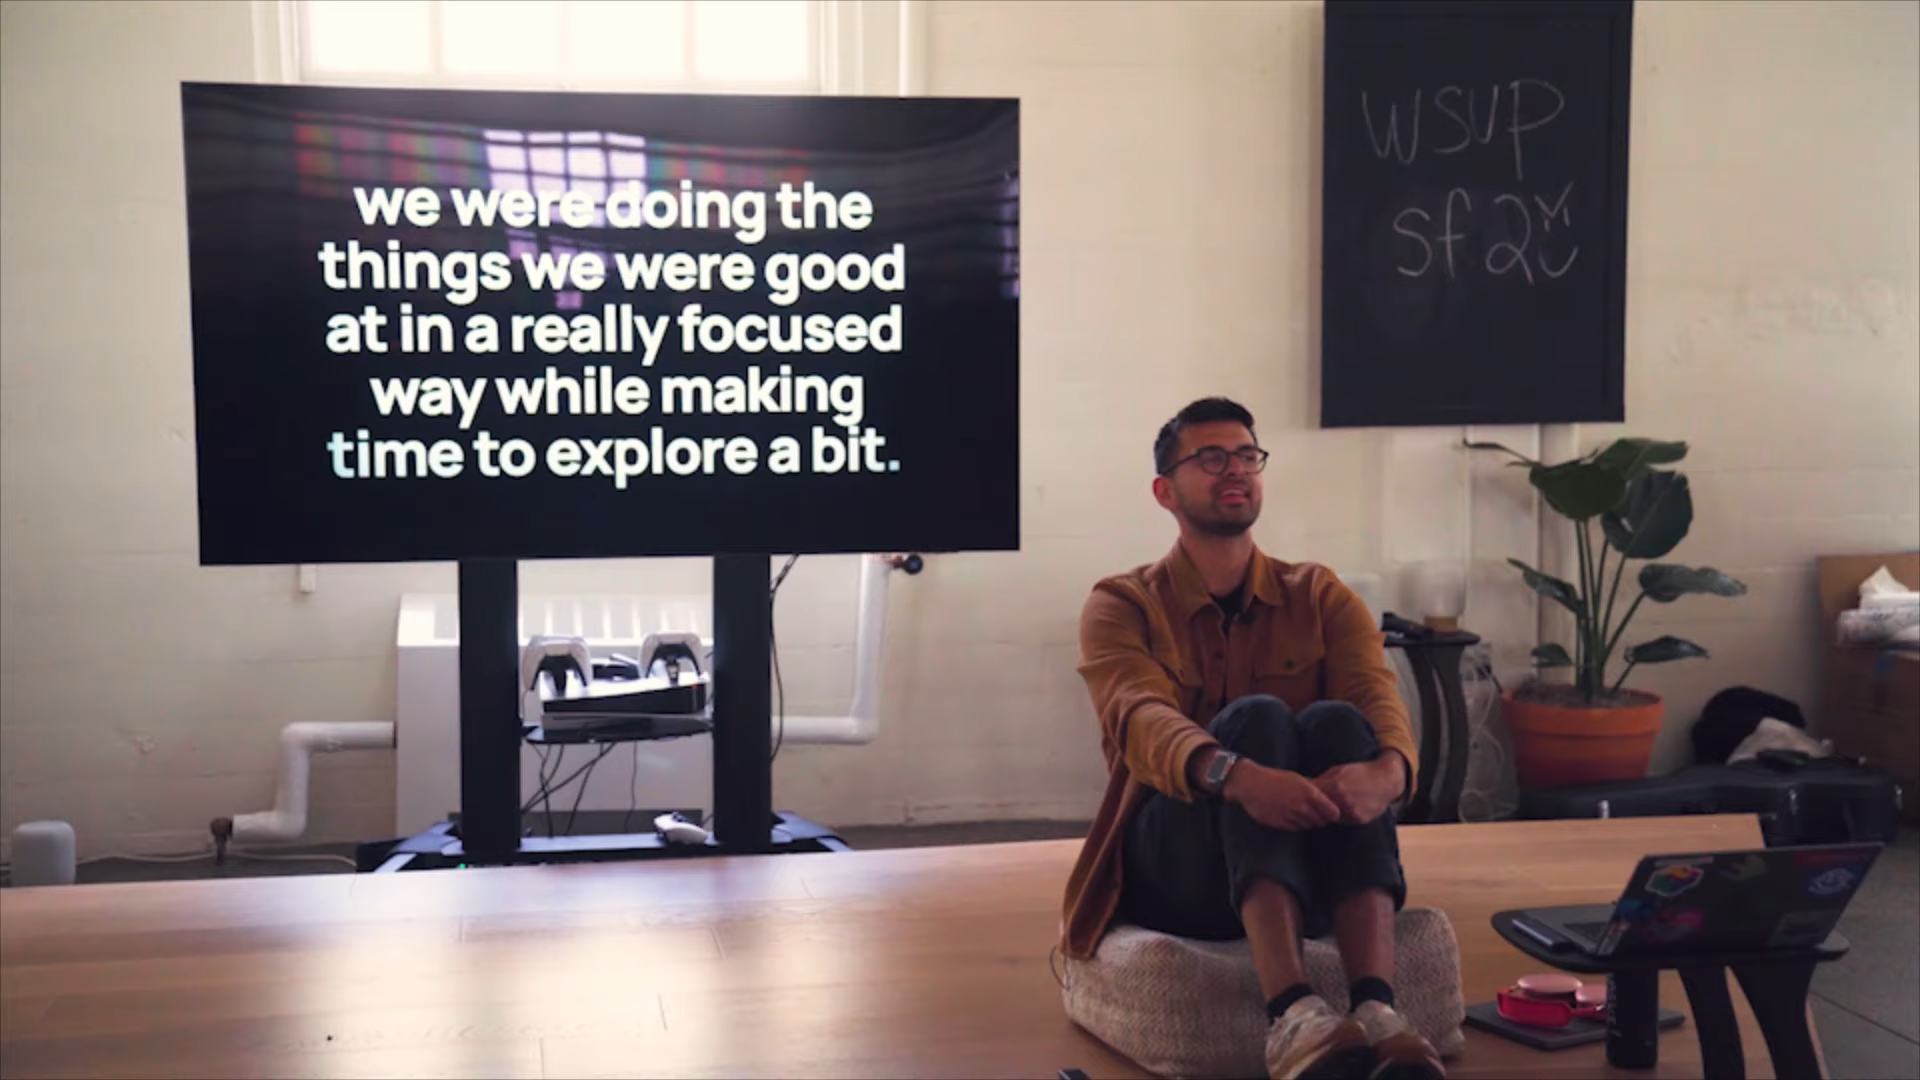 we were doing the
things we were good
at in a really focused
way while making
time to explore a bit.
WSUP
sf 2